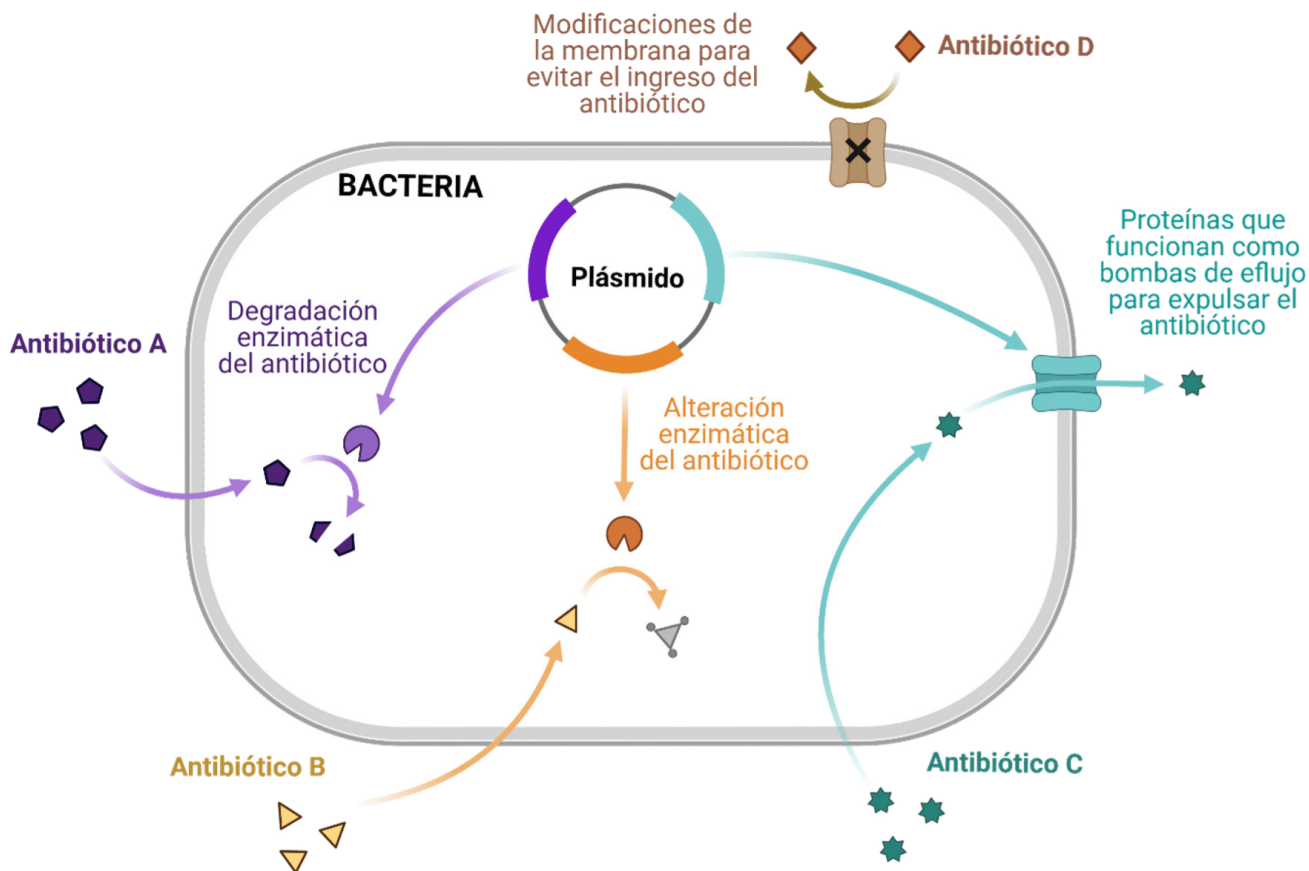 Modificaciones de
la membrana para
evitar el ingreso del
antibiótico
Antibiótico D
BACTERIA
Plásmido
Proteínas que
funcionan como
bombas de eflujo
para expulsar el
antibiótico
Degradación
enzimática
del antibiótico
Antibiótico A
Alteración
enzimática
del antibiótico
Antibiótico B
Antibiótico C